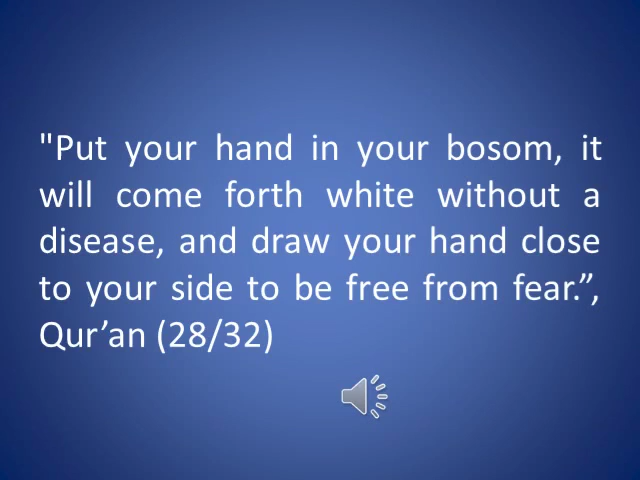 "Put your hand in your bosom, it
will come forth white without a
disease, and draw your hand close
to your side to be free from fear.”,
Qur’an (28/32)